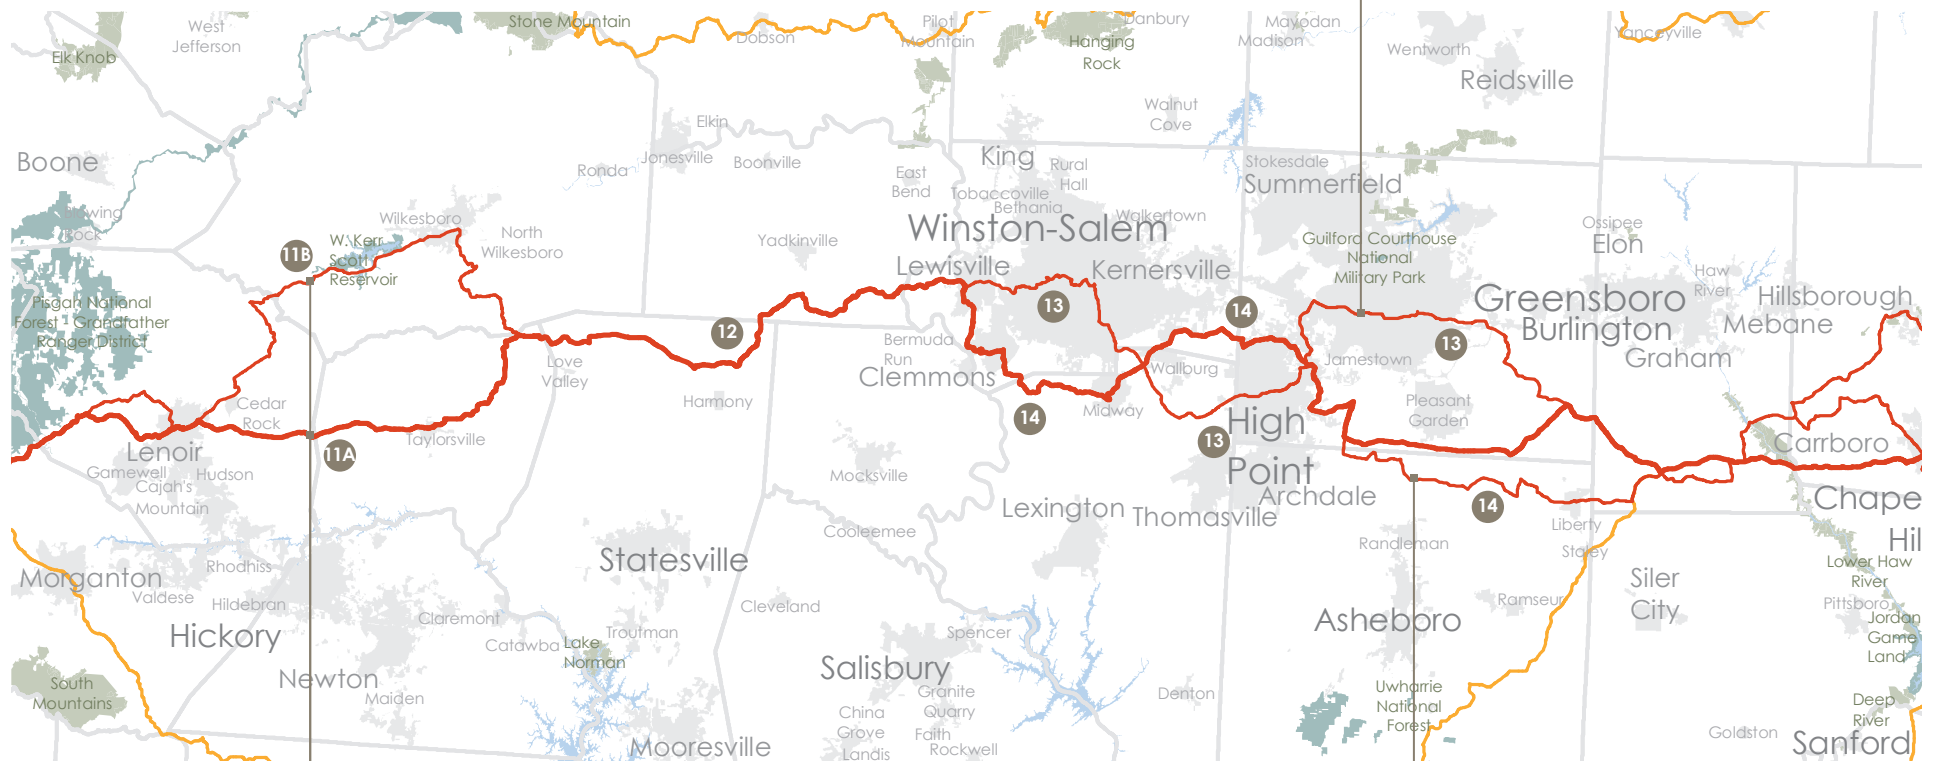 West
Jefferson
Elk Knob
Stone Mountain
Dobson
Pilot
Mountain
Danbury
Hanging
Rock
Mayodan
Madison
Wentworth
Reidsville
Yanceyville
Walnut
Cove
Boone
Elkin
Jonesville
Ronda
Boonville
East
Bend
King
Rural
Hall
Tobaccoville
Bethania
Walkertown
Winston-Salem
Lewisville
Kernersville
Stokesdale
Summerfield
Guilford Courthouse
National
Military Park
Ossipee
Elon
Greensboro
Burlington
Graham
Haw
River
Mebane
Hillsborough
Blowing
Rock
Wilkesboro
North
Wilkesboro
W. Kerr
Scott
Reservoir
11B
Yadkinville
Pisgah National
Forest - Grandfather
Ranger District
12
13
14
13
Love
Valley
Harmony
Bermuda
Run
Clemmons
Wallburg
Midway
14
Jamestown
Pleasant
Garden
Cedar
Rock
Lenoir
Gamewell
Hudson
Cajah's
Mountain
11A
Taylorsville
Mocksville
Cooleemee
High
Point
13
Archdale
Lexington
Thomasville
14
Carrboro
Chape
Hil
Liberty
Staley
Randleman
Ramseur
Asheboro
Siler
City
Lower Haw
River
Pittsboro
Jordan
Game
Land
Morganton
Valdese
Rhodhiss
Hildebran
Hickory
Newton
Maiden
Claremont
Catawba
Lake
Norman
Troutman
Statesville
Cleveland
Mooresville
Salisbury
Spencer
Granite
Quarry
China
Grove
Landis
Faith
Rockwell
Denton
Uwharrie
National
Forest
South
Mountains
Goldston
Deep
River
Sanford